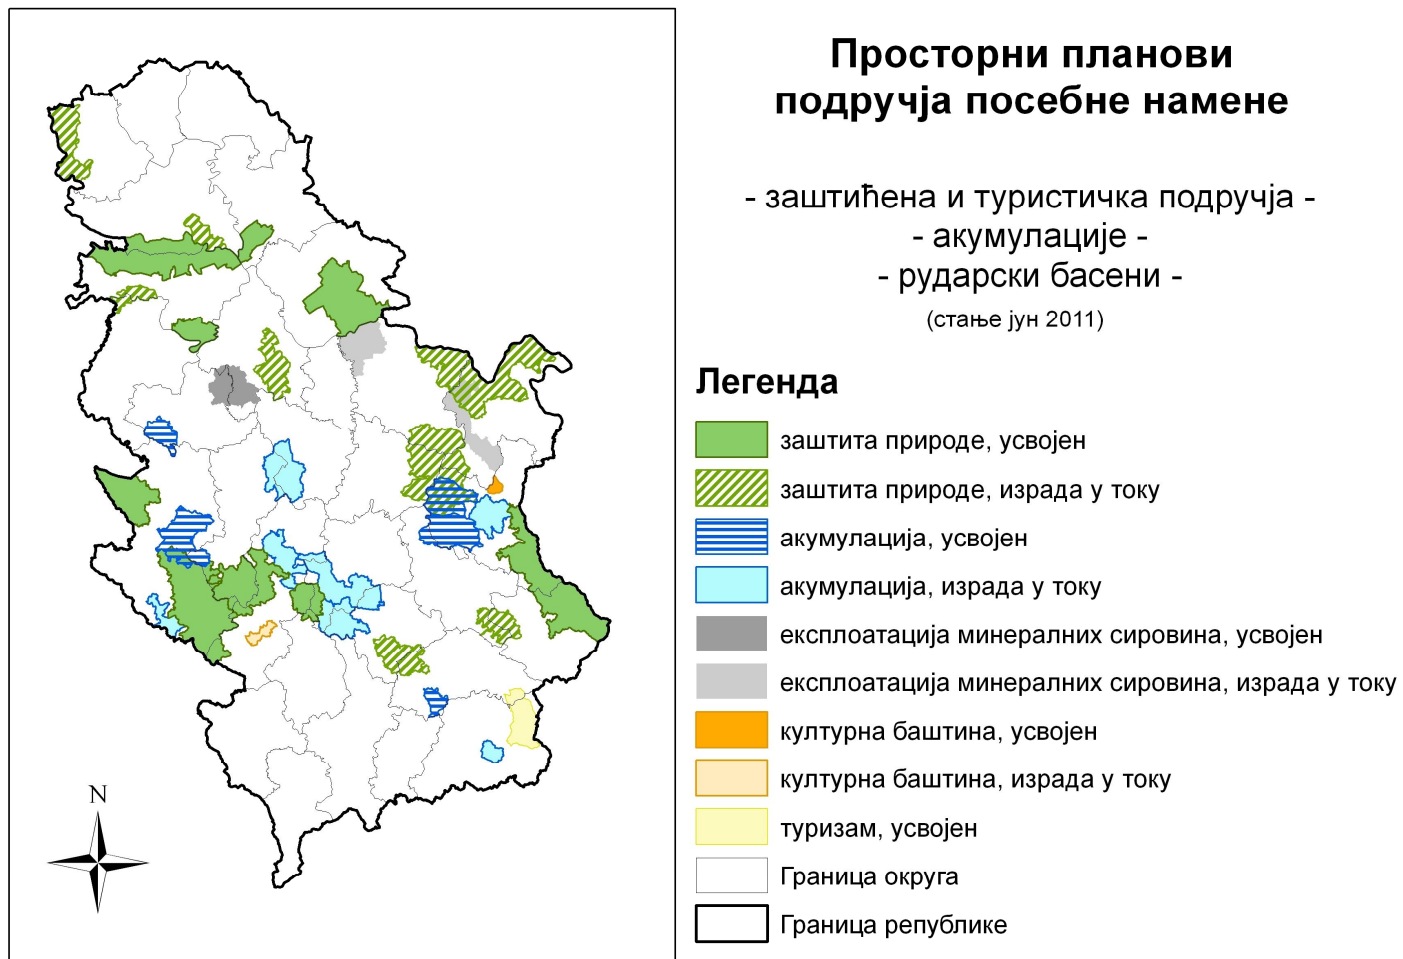 Просторни планови
подручја посебне намене
- заштићена и туристичка подручја -
- акумулације -
- рударски басени -
(стање јун 2011)
Легенда
заштита природе, усвојен
заштита природе, израда у току
акумулација, усвојен
акумулација, израда у току
експлоатација минералних сировина, усвојен
експлоатација минералних сировина, израда у току
културна баштина, усвојен
културна баштина, израда у току
туризам, усвојен
Граница округа
Граница републике
N